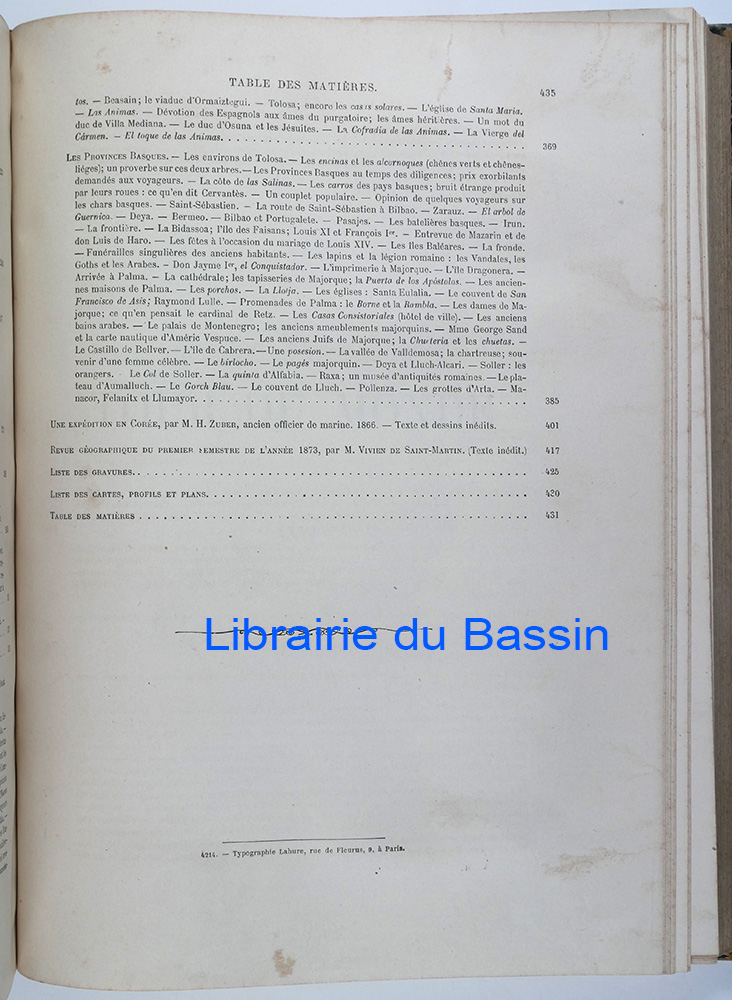 TABLE DES MATIÈRES.
435
tos. — Beasain; le viaduc d'Ormaiztegui. — Tolosa; encore les casas solares. — L'église de Santa Maria.
— Las Animas. — Dévotion des Espagnols aux âmes du purgatoire; les âmes héritières. — Un mot du
duc de Villa Mediana. — Le duc d'Osuna et les Jésuites. — La Cofradia de las Animas. — La Vierge del
Cármen. — El toque de las Animas. 369
Les Provinces Basques. — Les environs de Tolosa. — Les encinas et les alcornoques (chênes verts et chênes-
liéges); un proverbe sur ces deux arbres. — Les Provinces Basques au temps des diligences; prix exorbitants
demandés aux voyageurs. — La côte de las Salinas. — Les carros des pays basques; bruit étrange produit
par leurs roues : ce qu'en dit Cervantès. — Un couplet populaire. — Opinion de quelques voyageurs sur
les chars basques. — Saint-Sébastien. — La route de Saint-Sébastien à Bilbao. — Zarauz. — El arbol de
Guernica. — Deya. — Bermeo. — Bilbao et Portugalete. — Pasajes. — Les batelières basques. — Irun.
— La frontière. — La Bidassoa; l'île des Faisans; Louis XI et François Ier. — Entrevue de Mazarin et de
don Luis de Haro. — Les fêtes à l'occasion du mariage de Louis XIV. — Les îles Baléares. — La fronde.
— Funérailles singulières des anciens habitants. — Les lapins et la légion romaine : les Vandales, les
Goths et les Arabes. — Don Jayme Ier, el Conquistador. — L'imprimerie à Majorque. — L'île Dragonera. —
Arrivée à Palma. — La cathédrale; les tapisseries de Majorque; la Puerta de los Apóstolos. — Les ancien-
nes maisons de Palma. — Les porchos. — La Llotja. — Les églises : Santa Eulalia. — Le couvent de San
Francisco de Asis; Raymond Lulle. — Promenades de Palma : le Borne et la Rambla. — Les dames de Ma-
jorque; ce qu'en pensait le cardinal de Retz. — Les Casas Consistoriales (hôtel de ville). — Les anciens
bains arabes. — Le palais de Montenegro; les anciens ameublements majorquins. — Mme George Sand
et la carte nautique d'Améric Vespuce. — Les anciens Juifs de Majorque; la Chueteria et les chuetas. —
Le Castillo de Bellver. — L'île de Cabrera. — Une posesion. — La vallée de Valldemosa; la chartreuse; sou-
venir d'une femme célèbre. — Le birlocho. — Le pagés majorquin. — Deya et Lluch-Alcari. — Soller : les
orangers. — Le Col de Soller. — La quinta d'Alfabia. — Raxa; un musée d'antiquités romaines. — Le pla-
teau d'Aumalluch. — Le Gorch Blau. — Le couvent de Lluch. — Pollenza. — Les grottes d'Arta. — Ma-
nacor, Felanitx et Llumayor. 385
Une expédition en Corée, par M. H. Zuber, ancien officier de marine. 1866. — Texte et dessins inédits. 401
Revue géographique du premier semestre de l'année 1873, par M. Vivien de Saint-Martin. (Texte inédit.) 417
Liste des gravures. 425
Liste des cartes, profils et plans. 430
Table des matières 431
Librairie du Bassin
4214. — Typographie Lahure, rue de Fleurus, 9, à Paris.